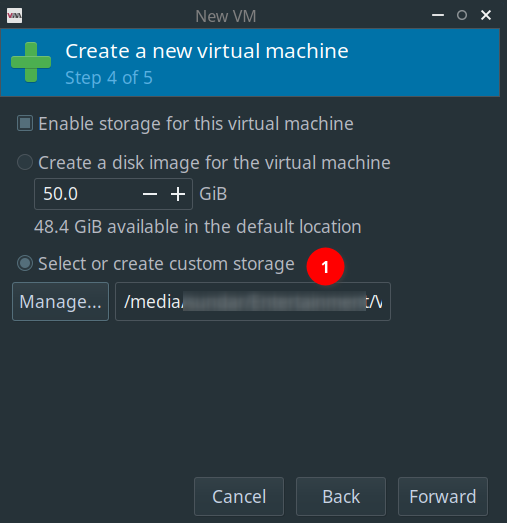 VM
New VM
Create a new virtual machine
Step 4 of 5
Enable storage for this virtual machine
Create a disk image for the virtual machine
50.0 GiB
48.4 GiB available in the default location
Select or create custom storage 1
Manage... /media/ t/V
Cancel Back Forward